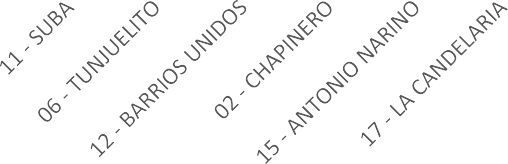 11 - SUBA
06 - TUNJUELITO
12 - BARRIOS UNIDOS
02 - CHAPINERO
15 - ANTONIO NARINO
17 - LA CANDELARIA